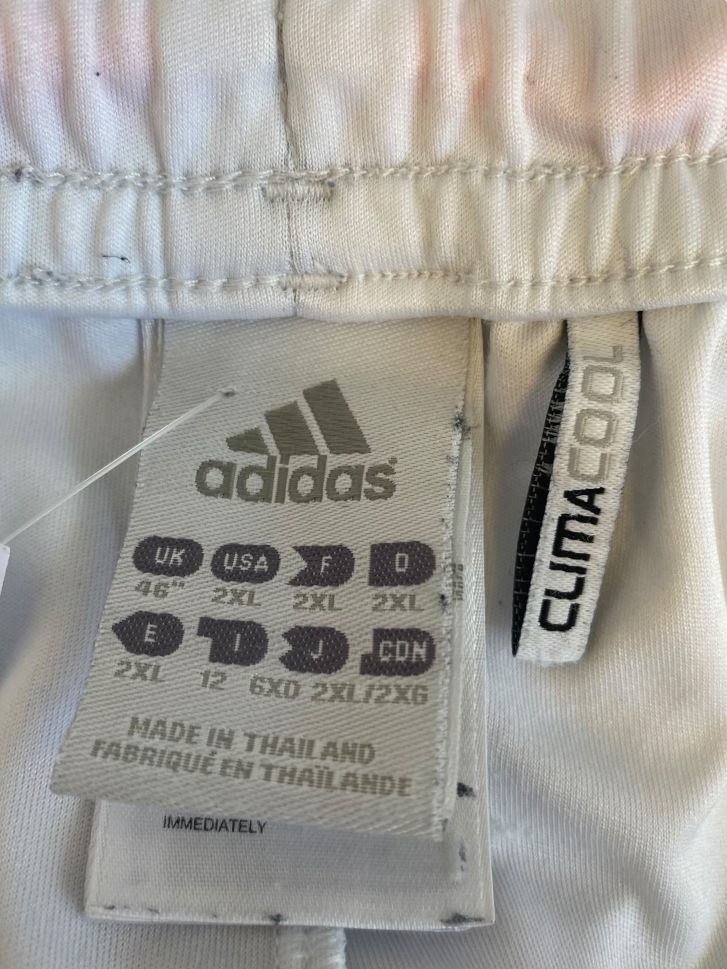 adidas
UK USA F D
46" 2XL 2XL 2XL
E I J CDN
2XL 12 6XO 2XL/2XG
MADE IN THAILAND
FABRIQUÉ EN THAÏLANDE
IMMEDIATELY
CLIMACOOL